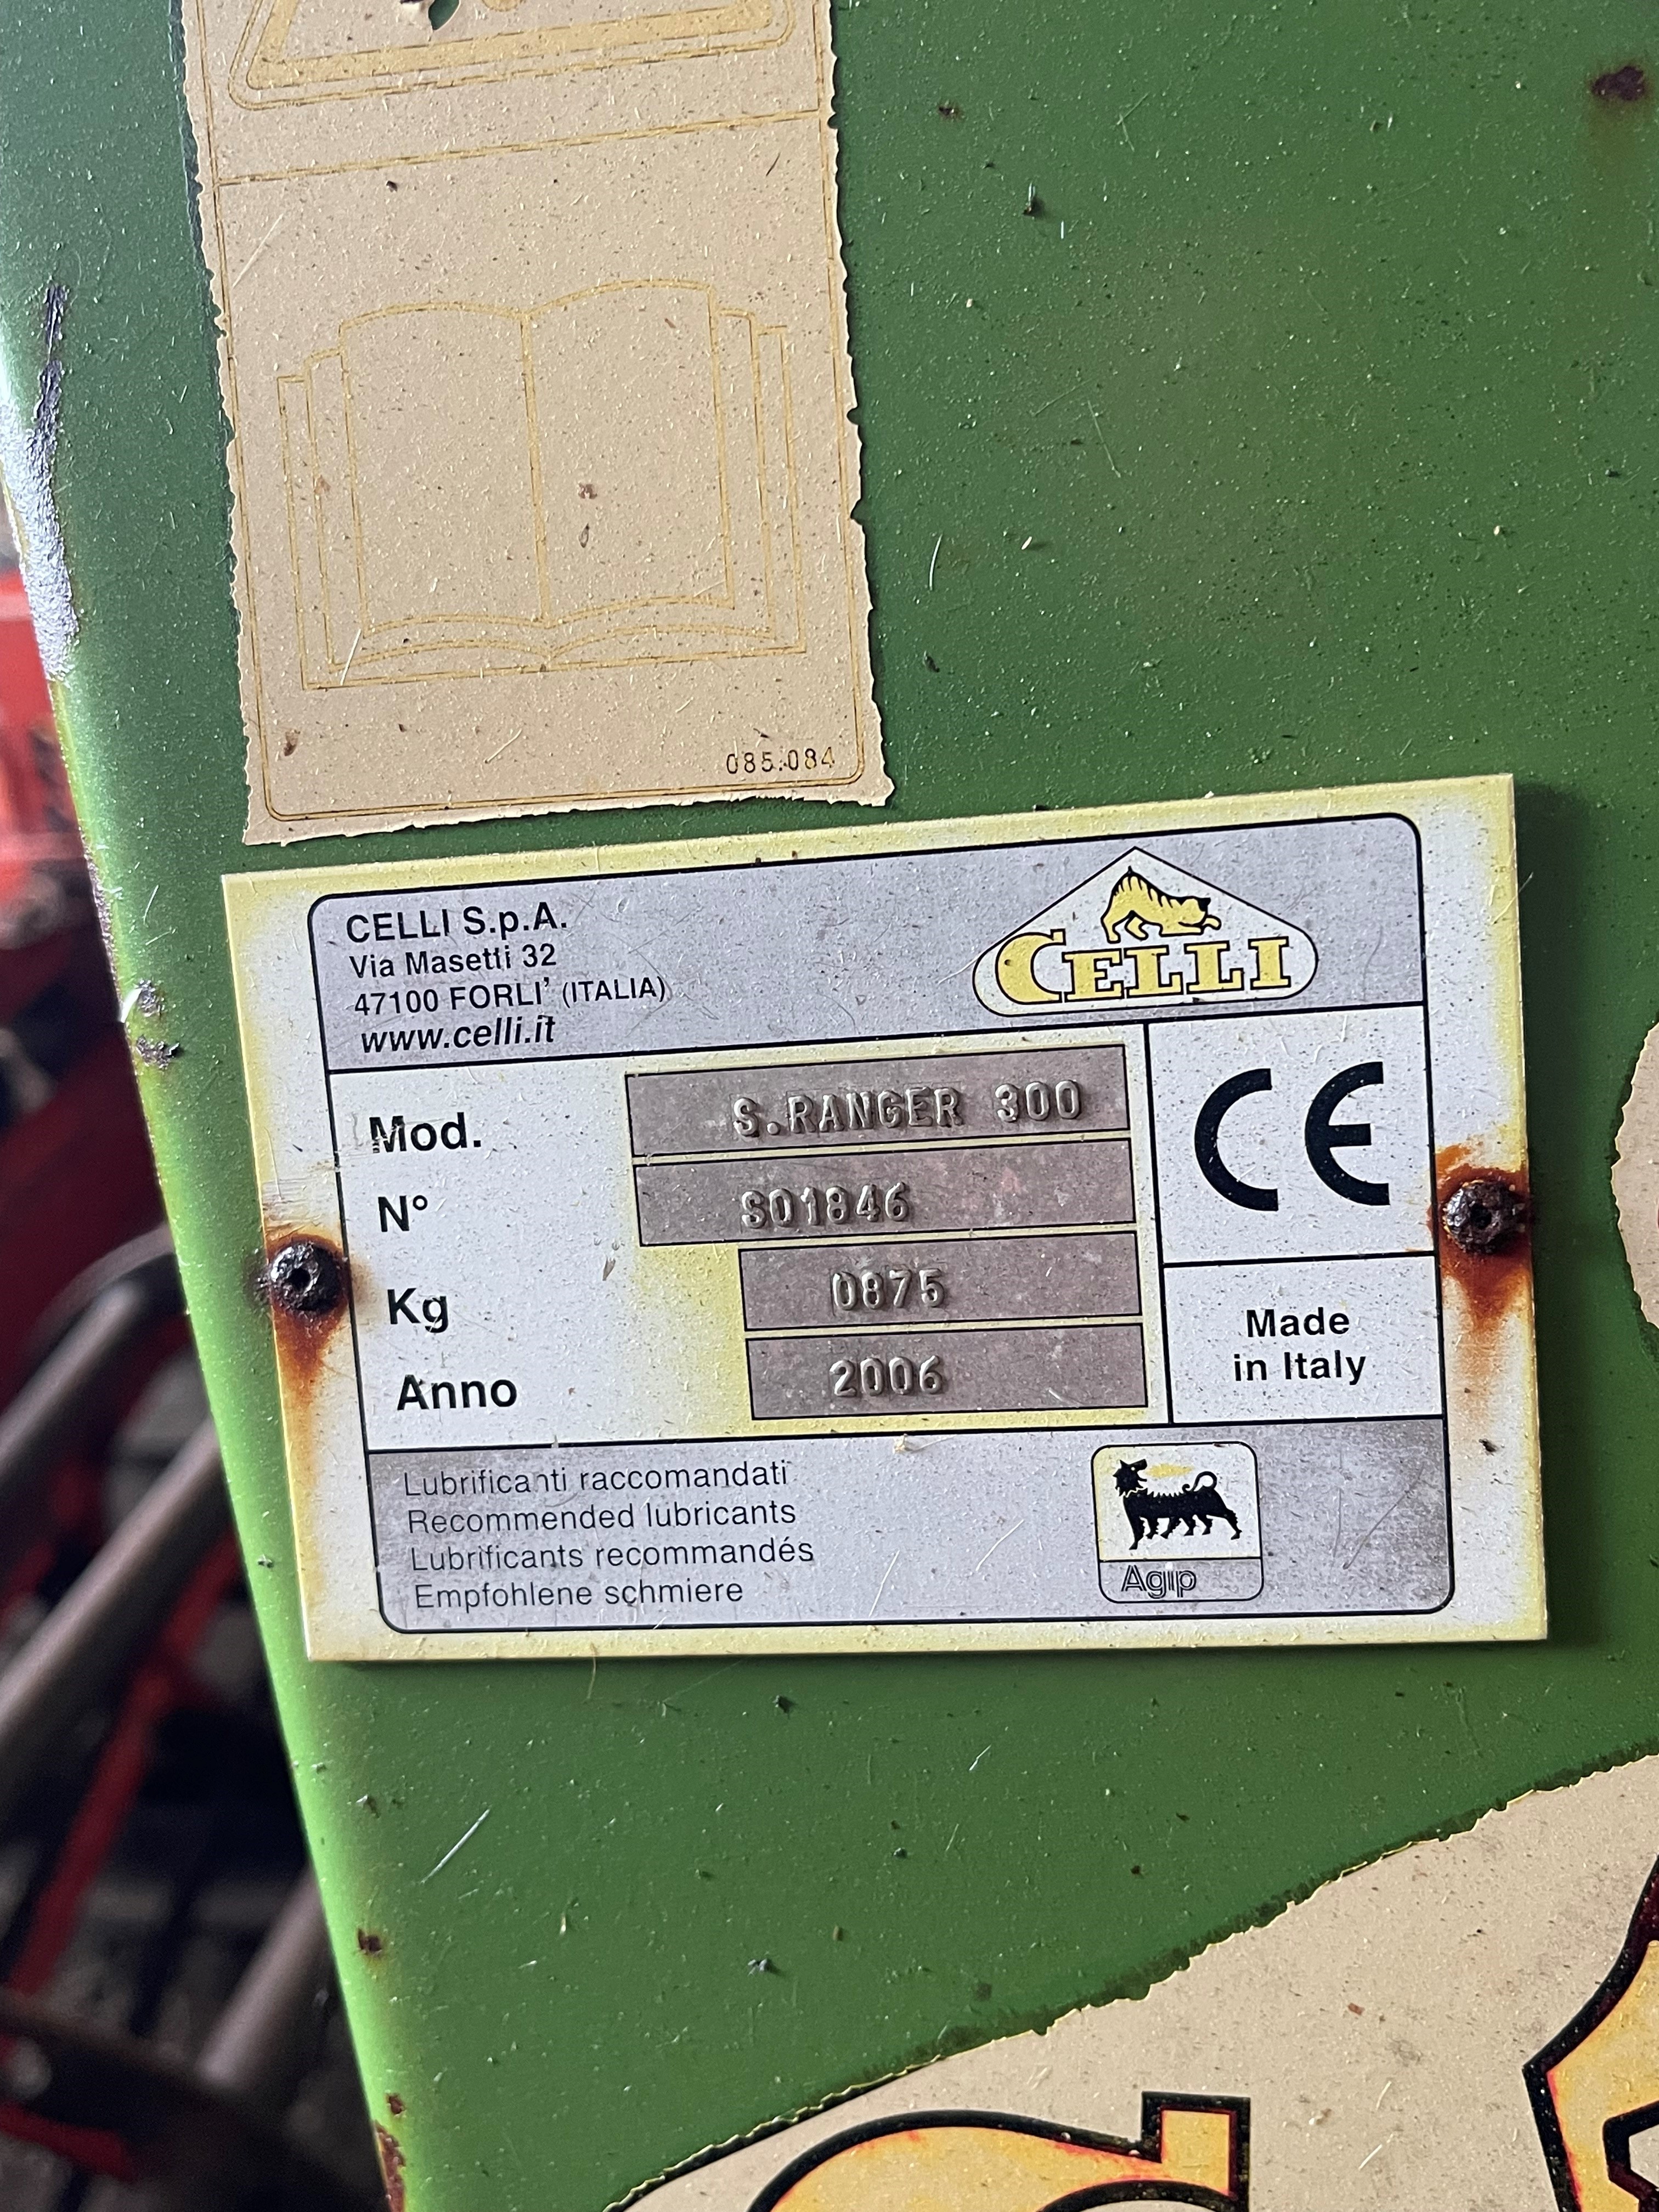 085.084
CELLI S.p.A.
Via Masetti 32
47100 FORLI' (ITALIA)
www.celli.it
CELLI
Mod. S.RANGER 300
N° S01846
Kg 0875
Anno 2006
CE
Made
in Italy
Lubrificanti raccomandati
Recommended lubricants
Lubrificants recommandés
Empfohlene schmiere
Agip